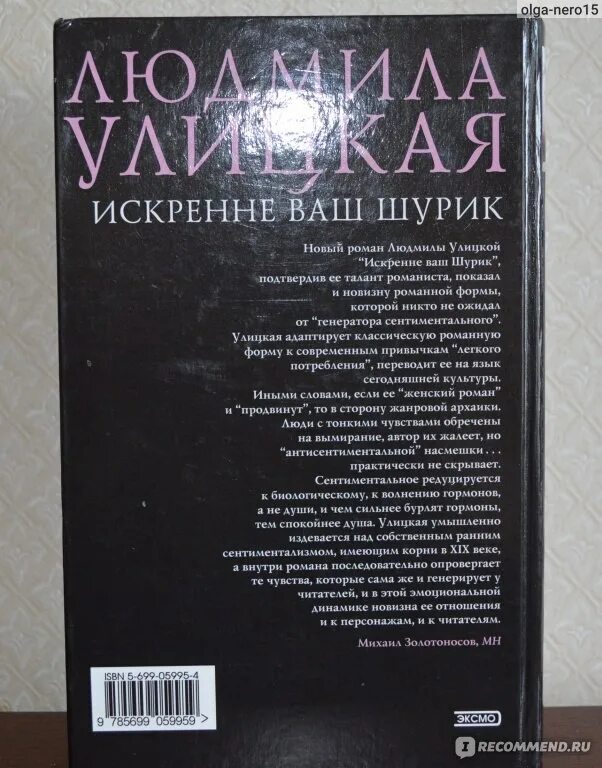 olga-nero15
ЛЮДМИЛА
УЛИЦКАЯ
ИСКРЕННЕ ВАШ ШУРИК
Новый роман Людмилы Улицкой
“Искренне ваш Шурик”,
подтвердив ее талант романиста, показал
и новизну романной формы,
которой никто не ожидал
от “генератора сентиментального”.
Улицкая адаптирует классическую романную
форму к современным привычкам “легкого
потребления”, переводит ее на язык
сегодняшней культуры.
Иными словами, если ее “женский роман”
и “продвинут”, то в сторону жанровой архаики.
Люди с тонкими чувствами обречены
на вымирание, автор их жалеет, но
“антисентиментальной” насмешки...
практически не скрывает.
Сентиментальное редуцируется
к биологическому, к волнению гормонов,
а не души, и чем сильнее бурлят гормоны,
тем спокойнее душа. Улицкая умышленно
издевается над собственным ранним
сентиментализмом, имеющим корни в XIX веке,
а внутри романа последовательно опровергает
те чувства, которые сама же и генерирует у
читателей, и в этой эмоциональной
динамике новизна ее отношения
и к персонажам, и к читателям.
Михаил Золотоносов, МН
ISBN 5-699-05995-4
9 785699 059959 >
ЭКСМО
I RECOMMEND.RU